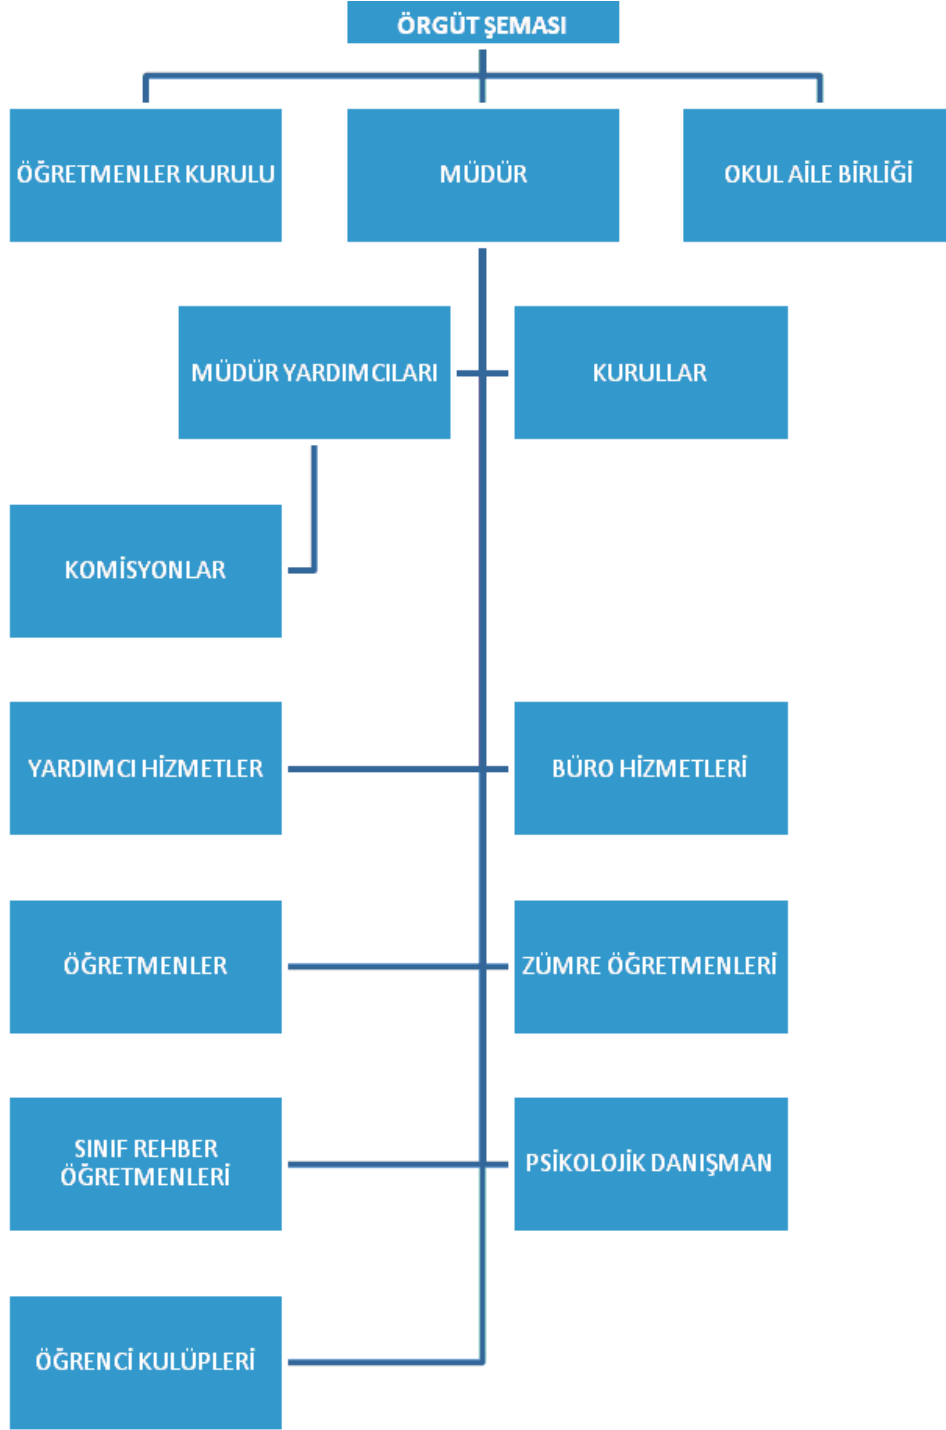 ÖRGÜT ŞEMASI
ÖĞRETMENLER KURULU
MÜDÜR
OKUL AİLE BİRLİĞİ
MÜDÜR YARDIMCILARI
KURULLAR
KOMİSYONLAR
YARDIMCI HİZMETLER
BÜRO HİZMETLERİ
ÖĞRETMENLER
ZÜMRE ÖĞRETMENLERİ
SINIF REHBER
ÖĞRETMENLERİ
PSİKOLOJİK DANIŞMAN
ÖĞRENCİ KULÜPLERİ